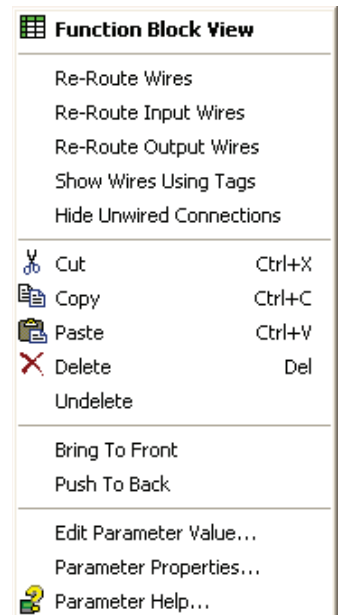 Function Block View
Re-Route Wires
Re-Route Input Wires
Re-Route Output Wires
Show Wires Using Tags
Hide Unwired Connections
Cut Ctrl+X
Copy Ctrl+C
Paste Ctrl+V
Delete Del
Undelete
Bring To Front
Push To Back
Edit Parameter Value...
Parameter Properties...
Parameter Help...